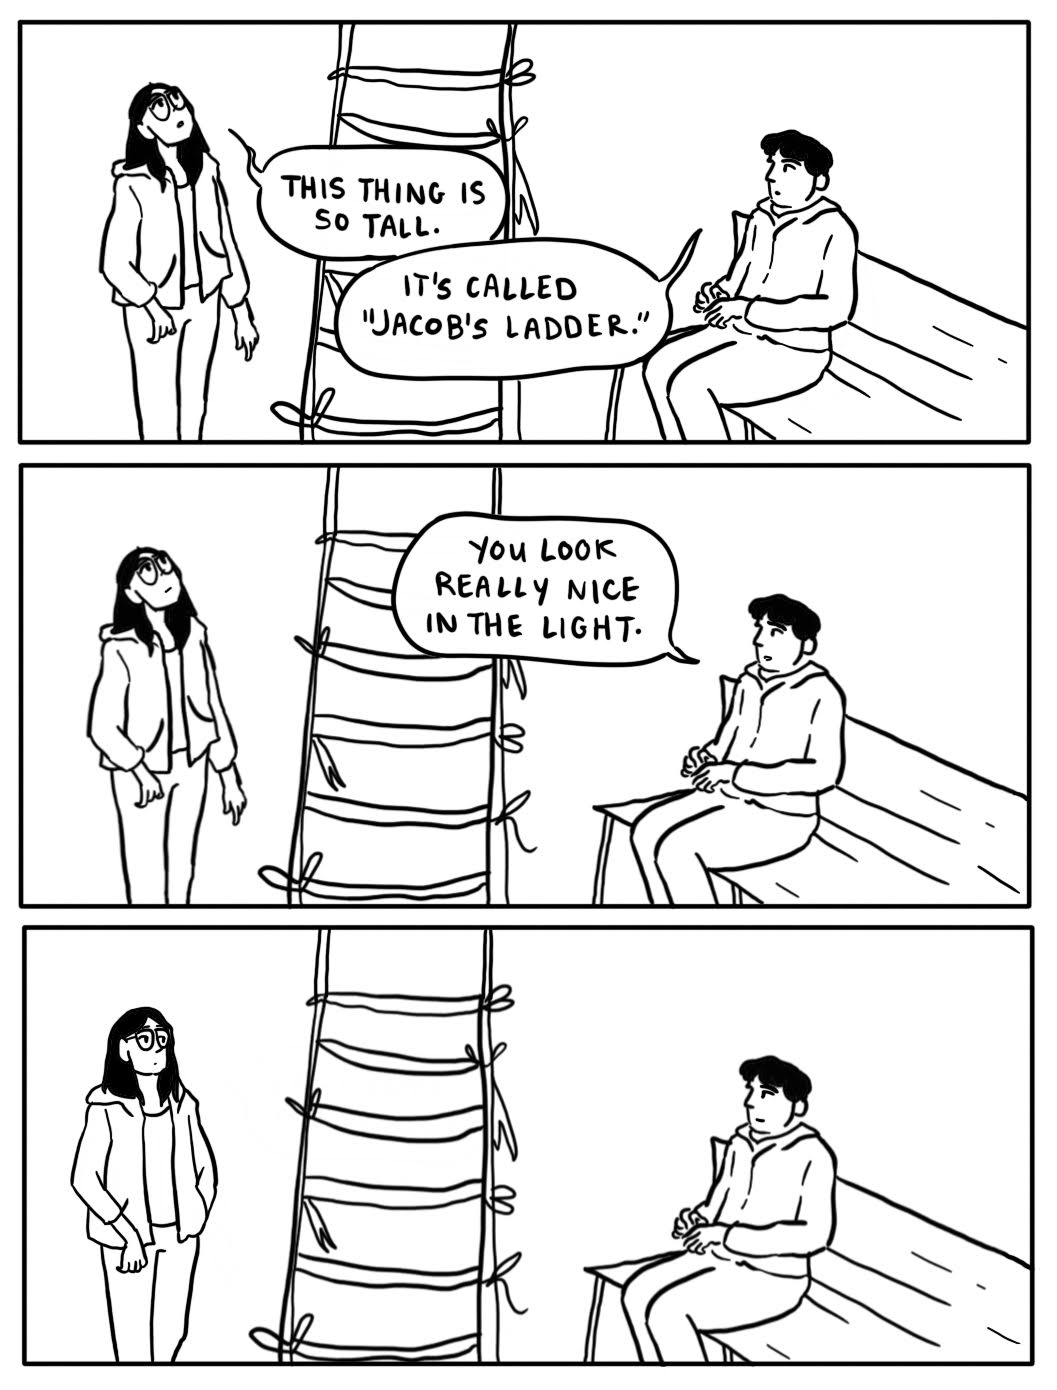 THIS THING IS
SO TALL.
IT'S CALLED
"JACOB'S LADDER."
YOU LOOK
REALLY NICE
IN THE LIGHT.